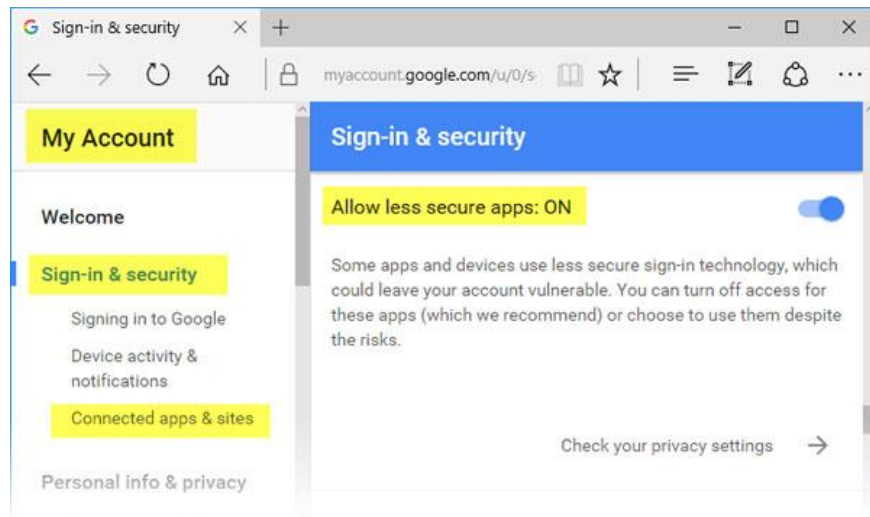 Sign-in & security
myaccount.google.com/u/0/s
My Account
Welcome
Sign-in & security
Signing in to Google
Device activity &
notifications
Connected apps & sites
Personal info & privacy
Sign-in & security
Allow less secure apps: ON
Some apps and devices use less secure sign-in technology, which
could leave your account vulnerable. You can turn off access for
these apps (which we recommend) or choose to use them despite
the risks.
Check your privacy settings